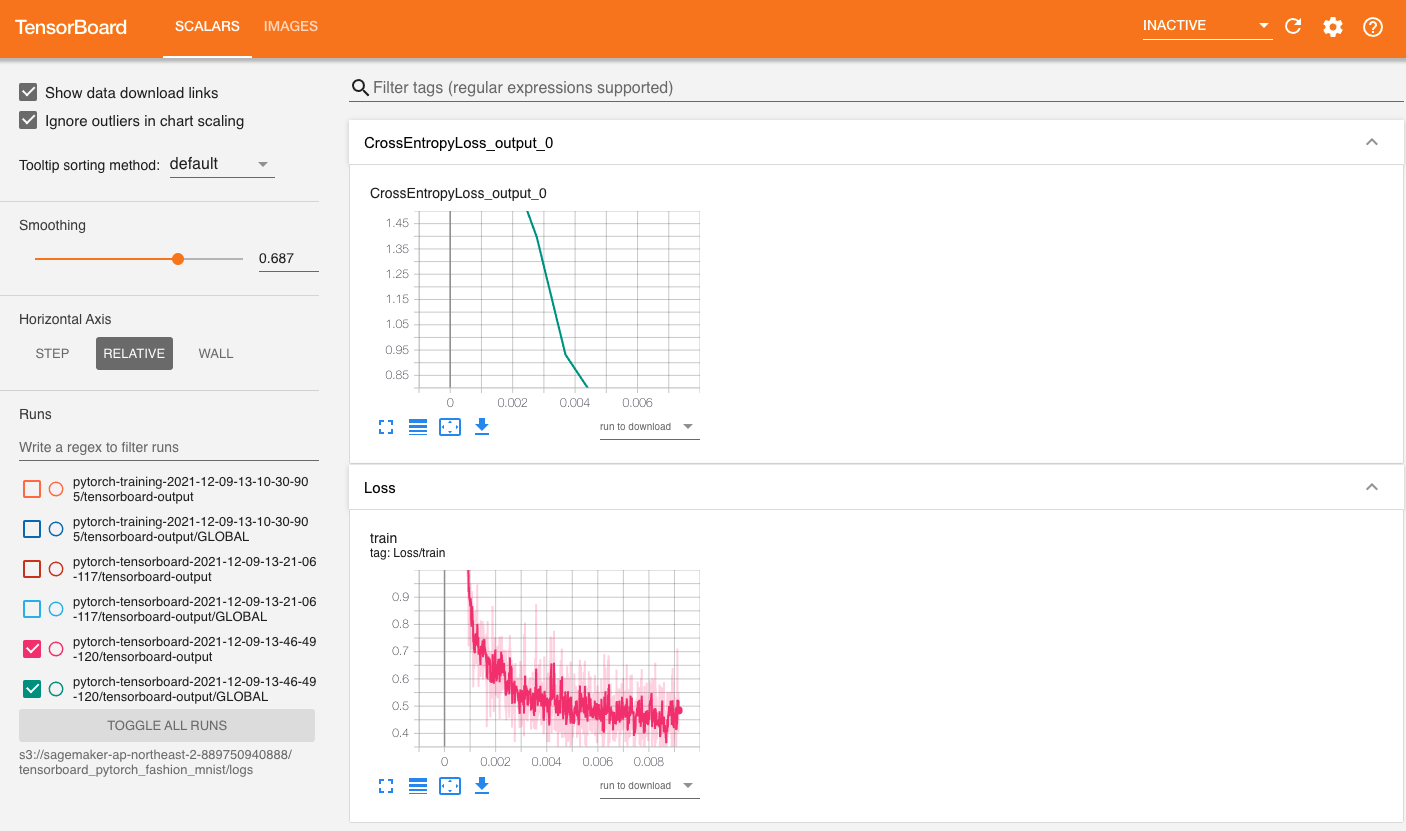 TensorBoard
SCALARS
IMAGES
INACTIVE
Show data download links
Ignore outliers in chart scaling
Tooltip sorting method: default
Smoothing
0.687
Horizontal Axis
STEP
RELATIVE
WALL
Runs
Write a regex to filter runs
pytorch-training-2021-12-09-13-10-30-90
5/tensorboard-output
pytorch-training-2021-12-09-13-10-30-90
5/tensorboard-output/GLOBAL
pytorch-tensorboard-2021-12-09-13-21-06
-117/tensorboard-output
pytorch-tensorboard-2021-12-09-13-21-06
-117/tensorboard-output/GLOBAL
pytorch-tensorboard-2021-12-09-13-46-49
-120/tensorboard-output
pytorch-tensorboard-2021-12-09-13-46-49
-120/tensorboard-output/GLOBAL
TOGGLE ALL RUNS
s3://sagemaker-ap-northeast-2-889750940888/
tensorboard_pytorch_fashion_mnist/logs
Filter tags (regular expressions supported)
CrossEntropyLoss_output_0
CrossEntropyLoss_output_0
1.45
1.35
1.25
1.15
1.05
0.95
0.85
0 0.002 0.004 0.006
run to download
Loss
train
tag: Loss/train
0.9
0.8
0.7
0.6
0.5
0.4
0 0.002 0.004 0.006 0.008
run to download